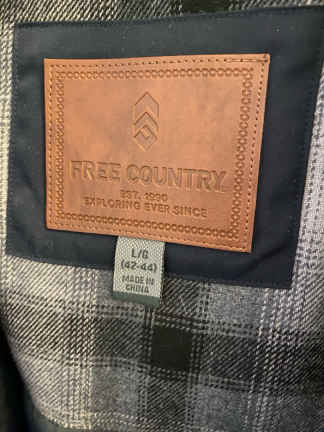 FREE COUNTRY
EST. 1990
EXPLORING EVER SINCE
L/G
(42-44)
MADE IN
CHINA